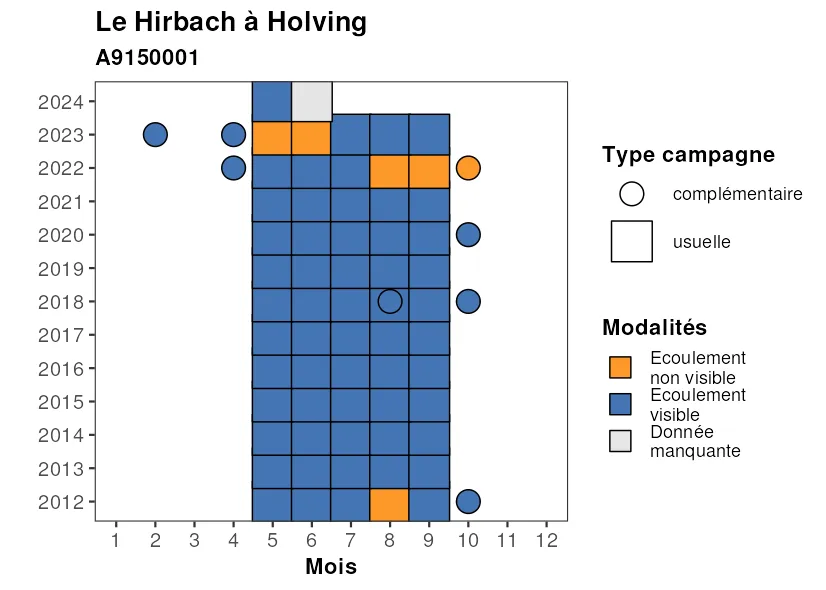 Le Hirbach à Holving
A9150001
2024
2023
2022
2021
2020
2019
2018
2017
2016
2015
2014
2013
2012
1 2 3 4 5 6 7 8 9 10 11 12
Mois
Type campagne
complémentaire
usuelle
Modalités
Ecoulement
non visible
Ecoulement
visible
Donnée
manquante